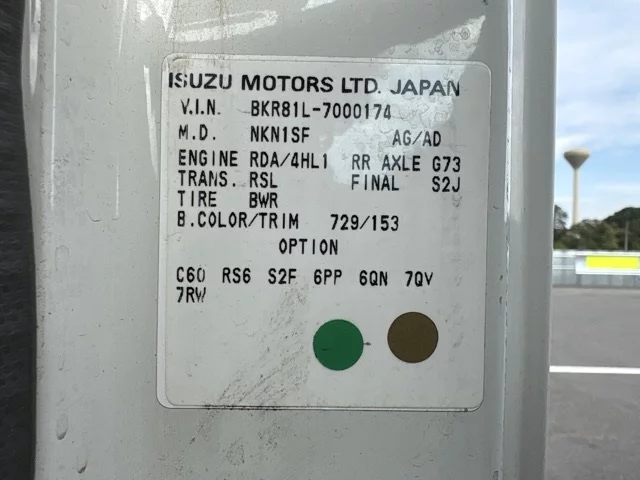 ISUZU MOTORS LTD. JAPAN
V.I.N. BKR81L-7000174
M.D. NKN1SF AG/AD
ENGINE RDA/4HL1 RR AXLE G73
TRANS. RSL FINAL S2J
TIRE BWR
B.COLOR/TRIM 729/153
OPTION
C60 RS6 S2F 6PP 6QN 7QV
7RW